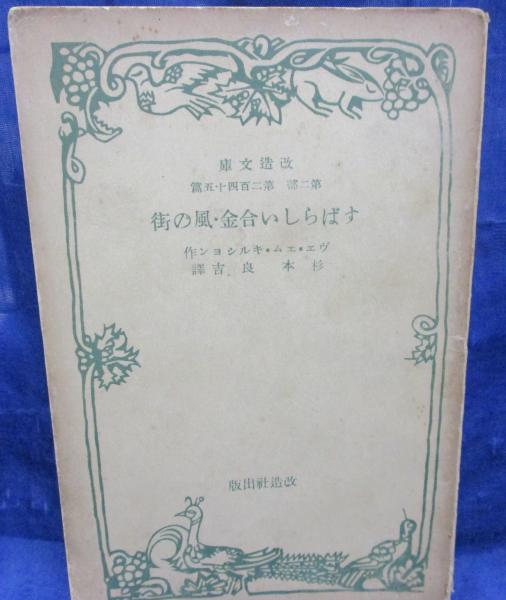 改造文庫
第二部 第二百四十五篇
すばらしい合金・風の街
ヴエ・エム・キルシヨン作
杉本良吉譯
改造社出版